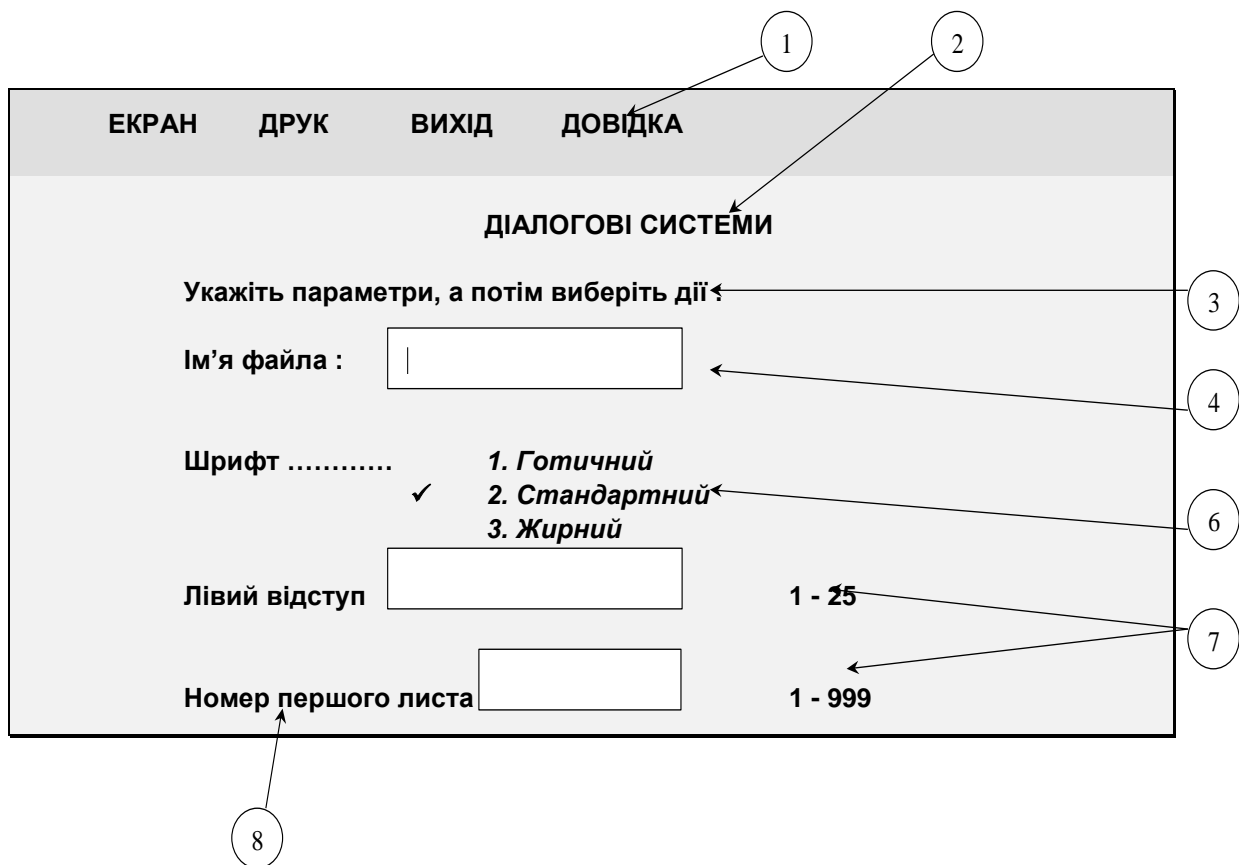 1 2
ЕКРАН ДРУК ВИХІД ДОВІДКА
ДІАЛОГОВІ СИСТЕМИ
Укажіть параметри, а потім виберіть дії :
3
Ім’я файла :
4
Шрифт ………… 1. Готичний
✓ 2. Стандартний
6
3. Жирний
Лівий відступ 1 - 25
7
Номер першого листа 1 - 999
8